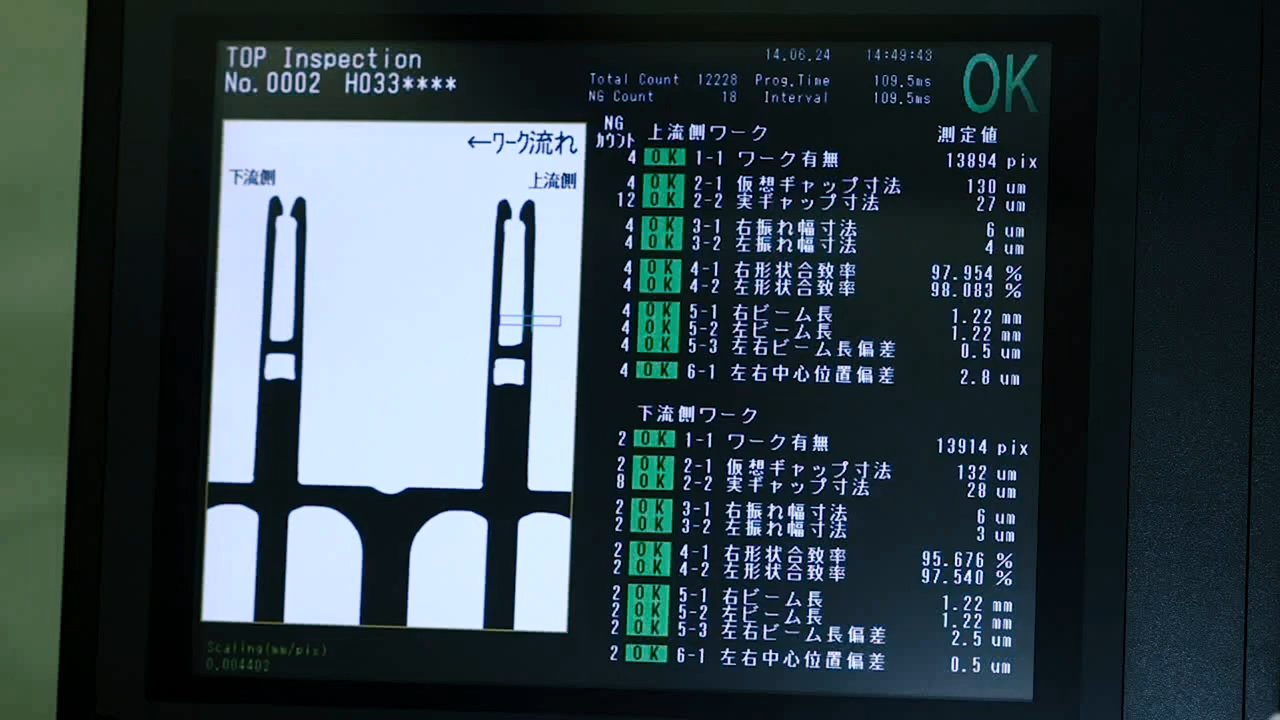 TOP Inspection
No.0002 H033****
14.06.24 14:49:43
Total Count 12228 Prog.Time 109.5ms
NG Count 18 Interval 109.5ms
OK
←ワーク流れ
下流側 上流側
NG
カウント 上流側ワーク 測定値
4 OK 1-1 ワーク有無 13894 pix
4 OK 2-1 仮想ギャップ寸法 130 um
12 OK 2-2 実ギャップ寸法 27 um
4 OK 3-1 右振れ幅寸法 6 um
4 OK 3-2 左振れ幅寸法 4 um
4 OK 4-1 右形状合致率 97.954 %
4 OK 4-2 左形状合致率 98.083 %
4 OK 5-1 右ビーム長 1.22 mm
4 OK 5-2 左ビーム長 1.22 mm
4 OK 5-3 左右ビーム長偏差 0.5 um
4 OK 6-1 左右中心位置偏差 2.8 um
下流側ワーク
2 OK 1-1 ワーク有無 13914 pix
2 OK 2-1 仮想ギャップ寸法 132 um
8 OK 2-2 実ギャップ寸法 28 um
2 OK 3-1 右振れ幅寸法 6 um
2 OK 3-2 左振れ幅寸法 3 um
2 OK 4-1 右形状合致率 95.676 %
2 OK 4-2 左形状合致率 97.540 %
2 OK 5-1 右ビーム長 1.22 mm
2 OK 5-2 左ビーム長 1.22 mm
2 OK 5-3 左右ビーム長偏差 2.5 um
2 OK 6-1 左右中心位置偏差 0.5 um
Scaling(mm/pix)
0.004402